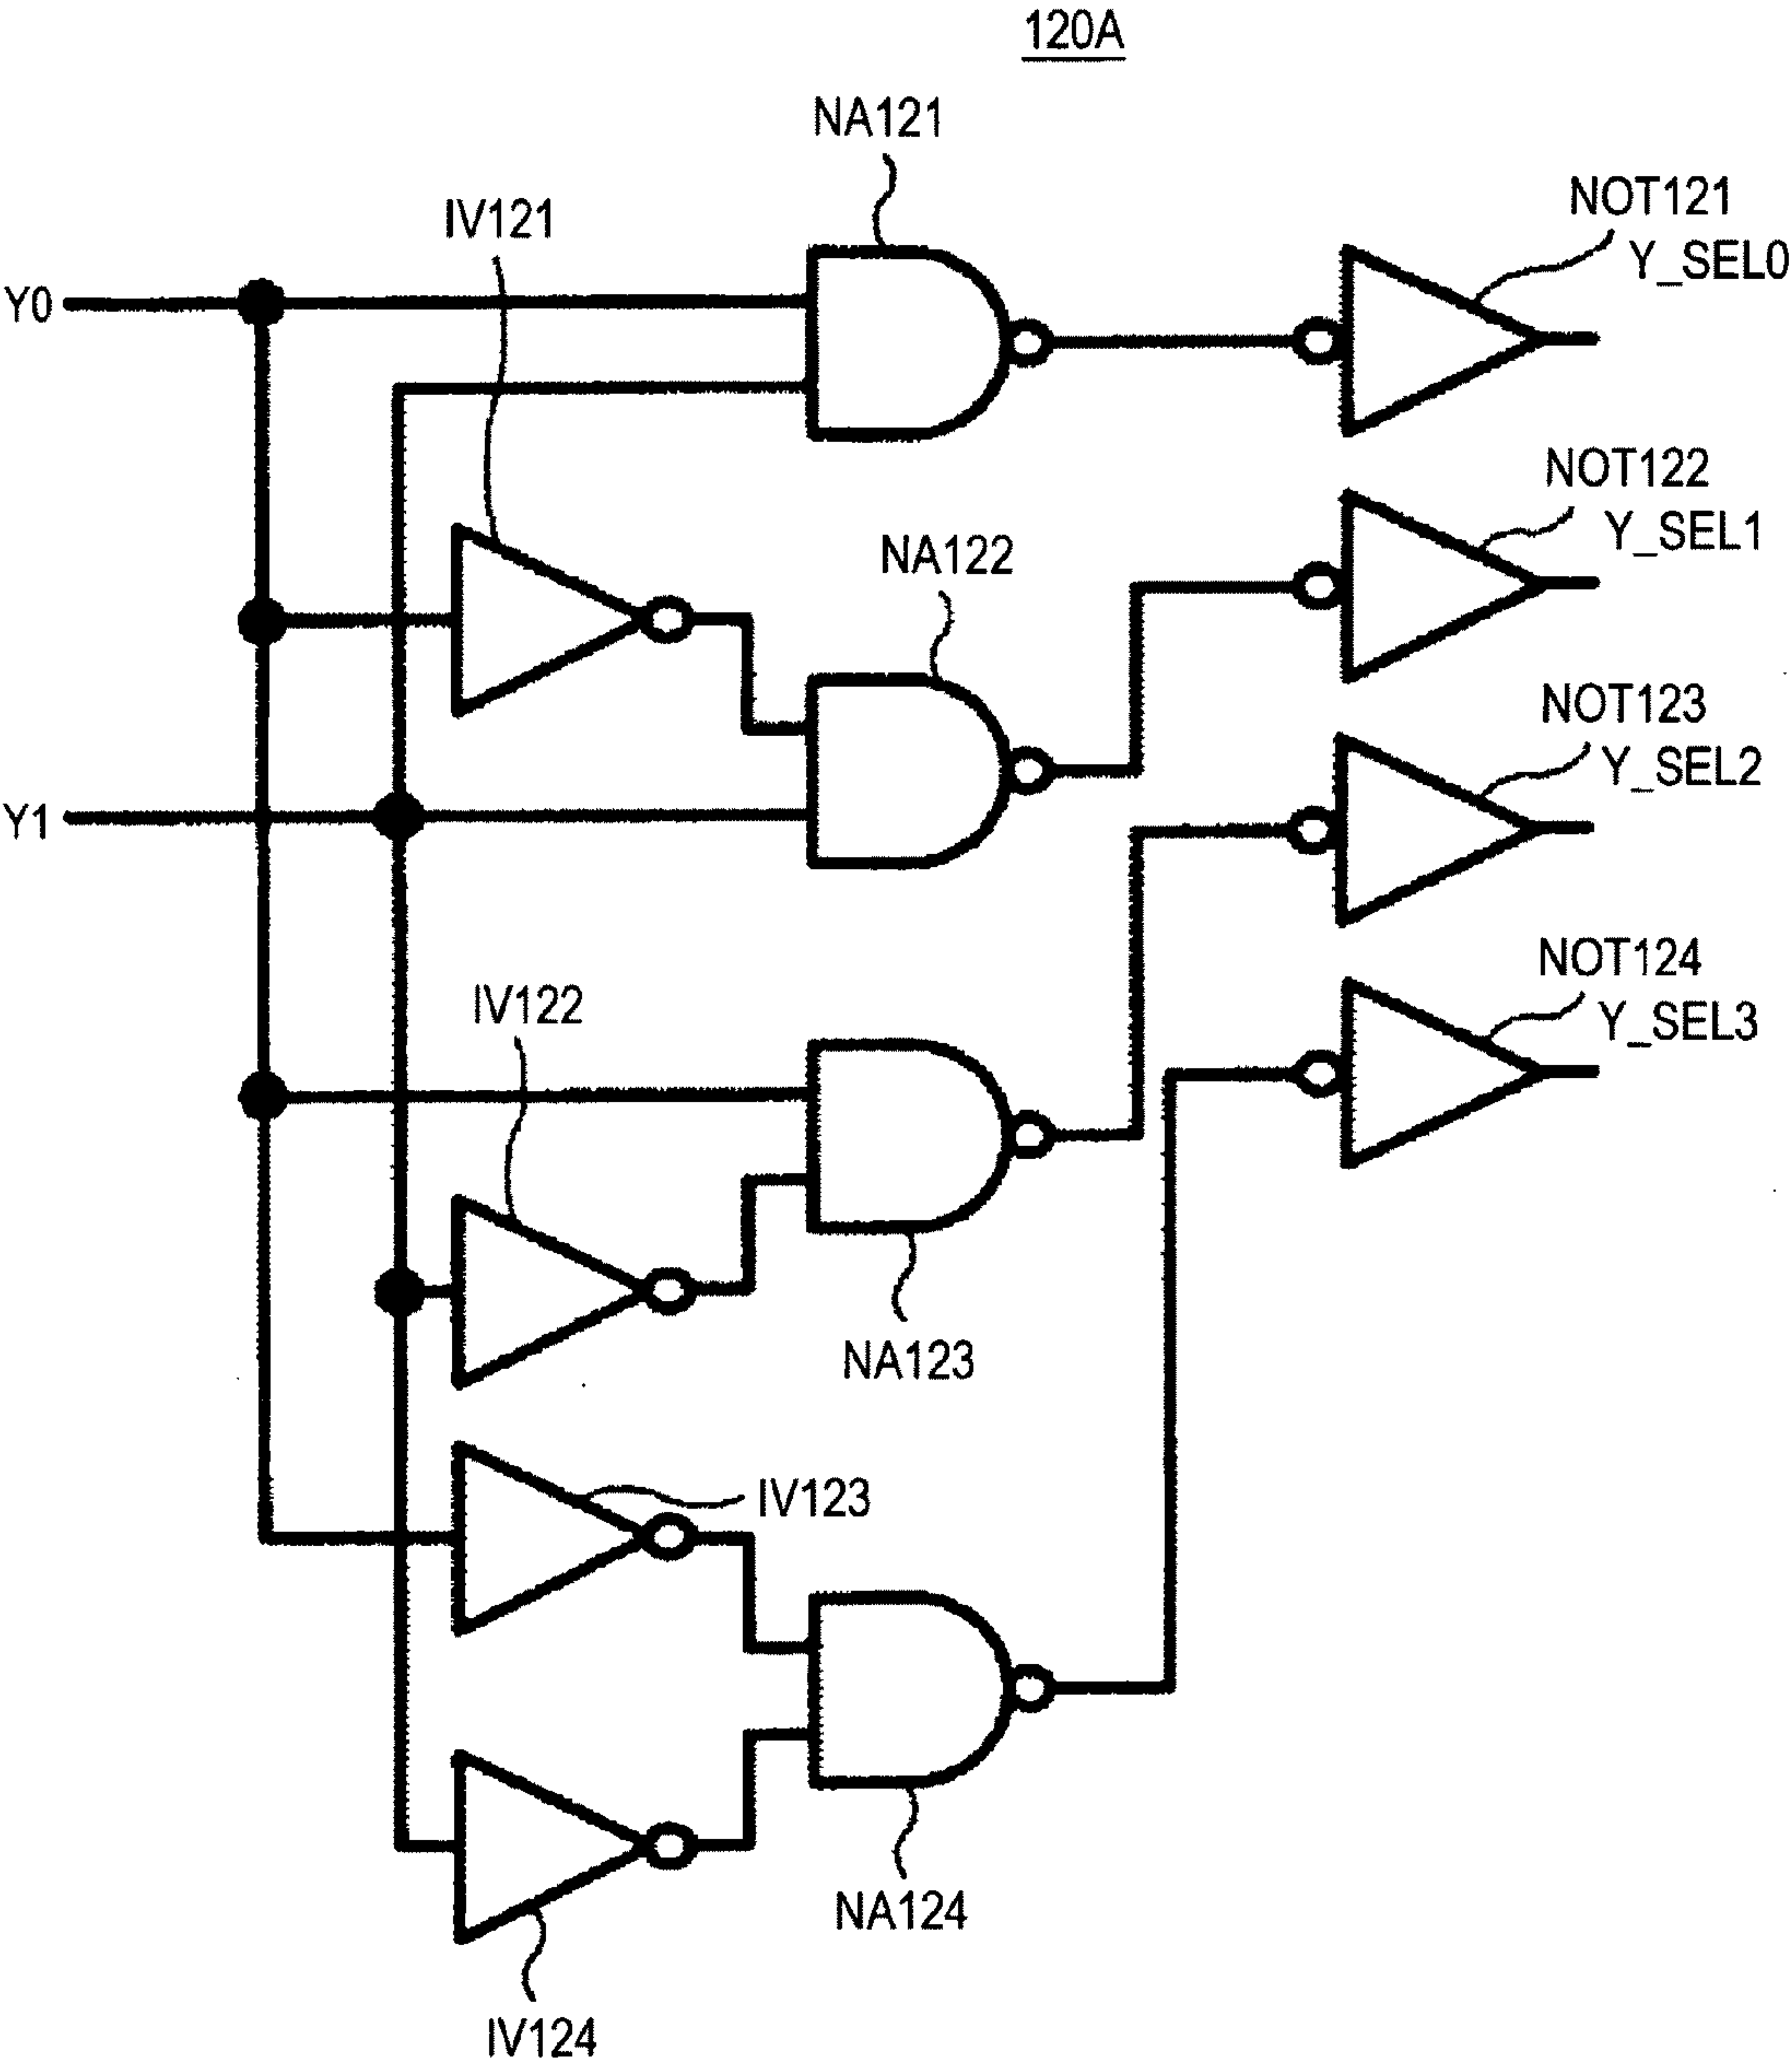 120A
NA121
NOT121
IV121
Y_SEL0
Y0
NOT122
Y_SEL1
NA122
NOT123
Y_SEL2
Y1
NOT124
IV122
Y_SEL3
NA123
IV123
NA124
IV124